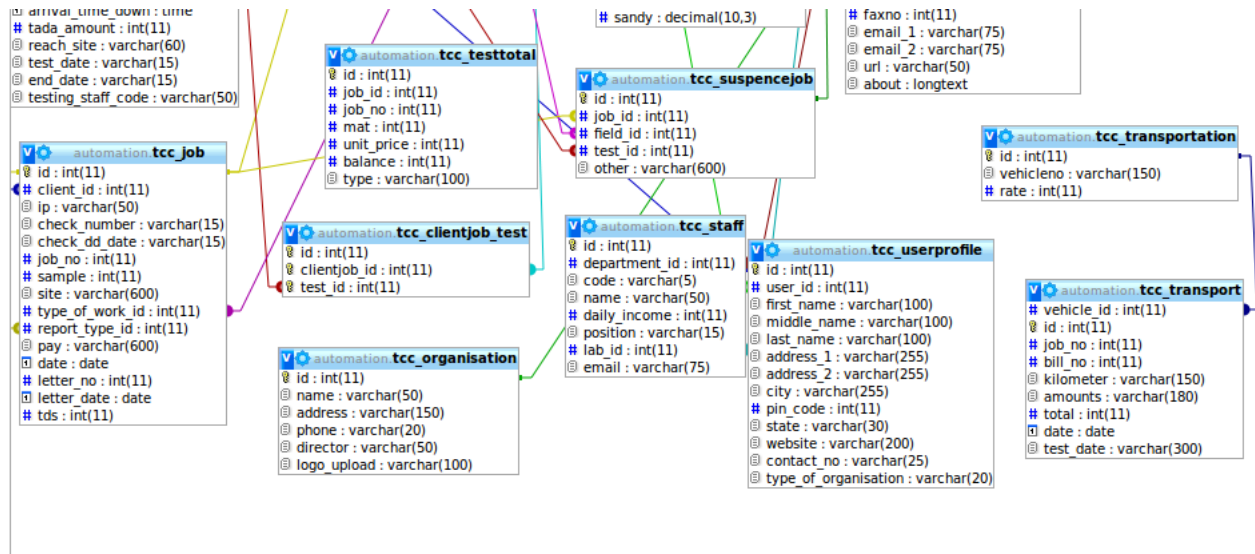 arrival_time_down : time
tada_amount : int(11)
reach_site : varchar(60)
test_date : varchar(15)
end_date : varchar(15)
testing_staff_code : varchar(50)
automation.tcc_testtotal
id : int(11)
job_id : int(11)
job_no : int(11)
mat : int(11)
unit_price : int(11)
balance : int(11)
type : varchar(100)
sandy : decimal(10,3)
automation.tcc_suspencejob
id : int(11)
job_id : int(11)
field_id : int(11)
test_id : int(11)
other : varchar(600)
faxno : int(11)
email_1 : varchar(75)
email_2 : varchar(75)
url : varchar(50)
about : longtext
automation.tcc_transportation
id : int(11)
vehicleno : varchar(150)
rate : int(11)
automation.tcc_job
id : int(11)
client_id : int(11)
ip : varchar(50)
check_number : varchar(15)
check_dd_date : varchar(15)
job_no : int(11)
sample : int(11)
site : varchar(600)
type_of_work_id : int(11)
report_type_id : int(11)
pay : varchar(600)
date : date
letter_no : int(11)
letter_date : date
tds : int(11)
automation.tcc_clientjob_test
id : int(11)
clientjob_id : int(11)
test_id : int(11)
automation.tcc_organisation
id : int(11)
name : varchar(50)
address : varchar(150)
phone : varchar(20)
director : varchar(50)
logo_upload : varchar(100)
automation.tcc_staff
id : int(11)
department_id : int(11)
code : varchar(5)
name : varchar(50)
daily_income : int(11)
position : varchar(15)
lab_id : int(11)
email : varchar(75)
automation.tcc_userprofile
id : int(11)
user_id : int(11)
first_name : varchar(100)
middle_name : varchar(100)
last_name : varchar(100)
address_1 : varchar(255)
address_2 : varchar(255)
city : varchar(255)
pin_code : int(11)
state : varchar(30)
website : varchar(200)
contact_no : varchar(25)
type_of_organisation : varchar(20)
automation.tcc_transport
vehicle_id : int(11)
id : int(11)
job_no : int(11)
bill_no : int(11)
kilometer : varchar(150)
amounts : varchar(180)
total : int(11)
date : date
test_date : varchar(300)